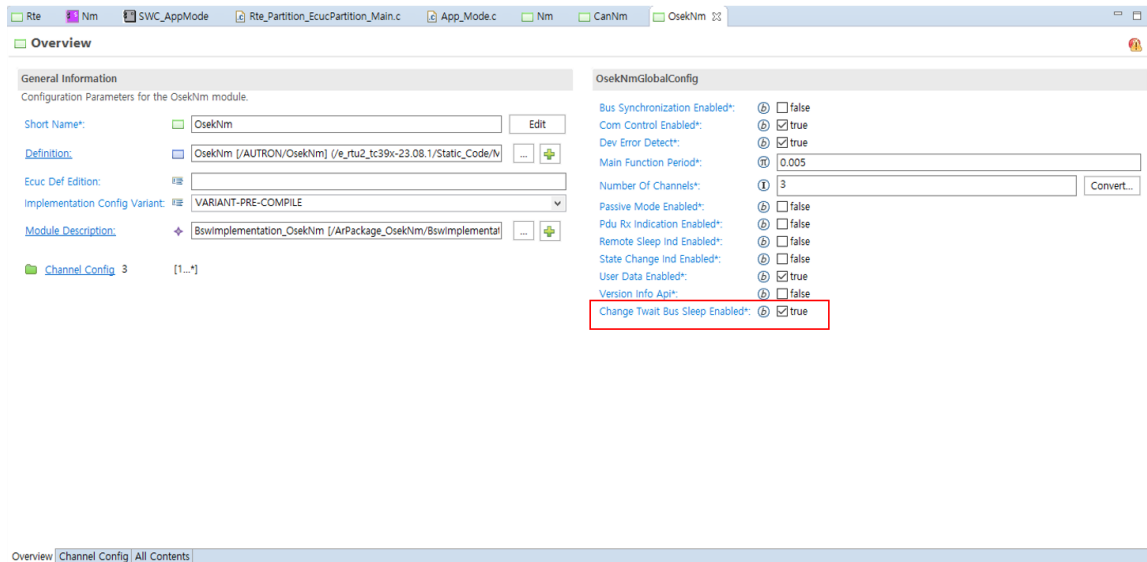 Rte Nm SWC_AppMode Rte_Partition_EcucPartition_Main.c App_Mode.c Nm CanNm OsekNm
Overview
General Information
Configuration Parameters for the OsekNm module.
Short Name*: OsekNm Edit
Definition: OsekNm [/AUTRON/OsekNm] (/e_rtu2_tc39x-23.08.1/Static_Code/M ...
Ecuc Def Edition:
Implementation Config Variant: VARIANT-PRE-COMPILE
Module Description: BswImplementation_OsekNm [/ArPackage_OsekNm/BswImplementat ...
Channel Config 3 [1...*]
OsekNmGlobalConfig
Bus Synchronization Enabled*: false
Com Control Enabled*: true
Dev Error Detect*: true
Main Function Period*: 0.005
Number Of Channels*: 3 Convert...
Passive Mode Enabled*: false
Pdu Rx Indication Enabled*: false
Remote Sleep Ind Enabled*: false
State Change Ind Enabled*: false
User Data Enabled*: true
Version Info Api*: false
Change Twait Bus Sleep Enabled*: true
Overview Channel Config All Contents